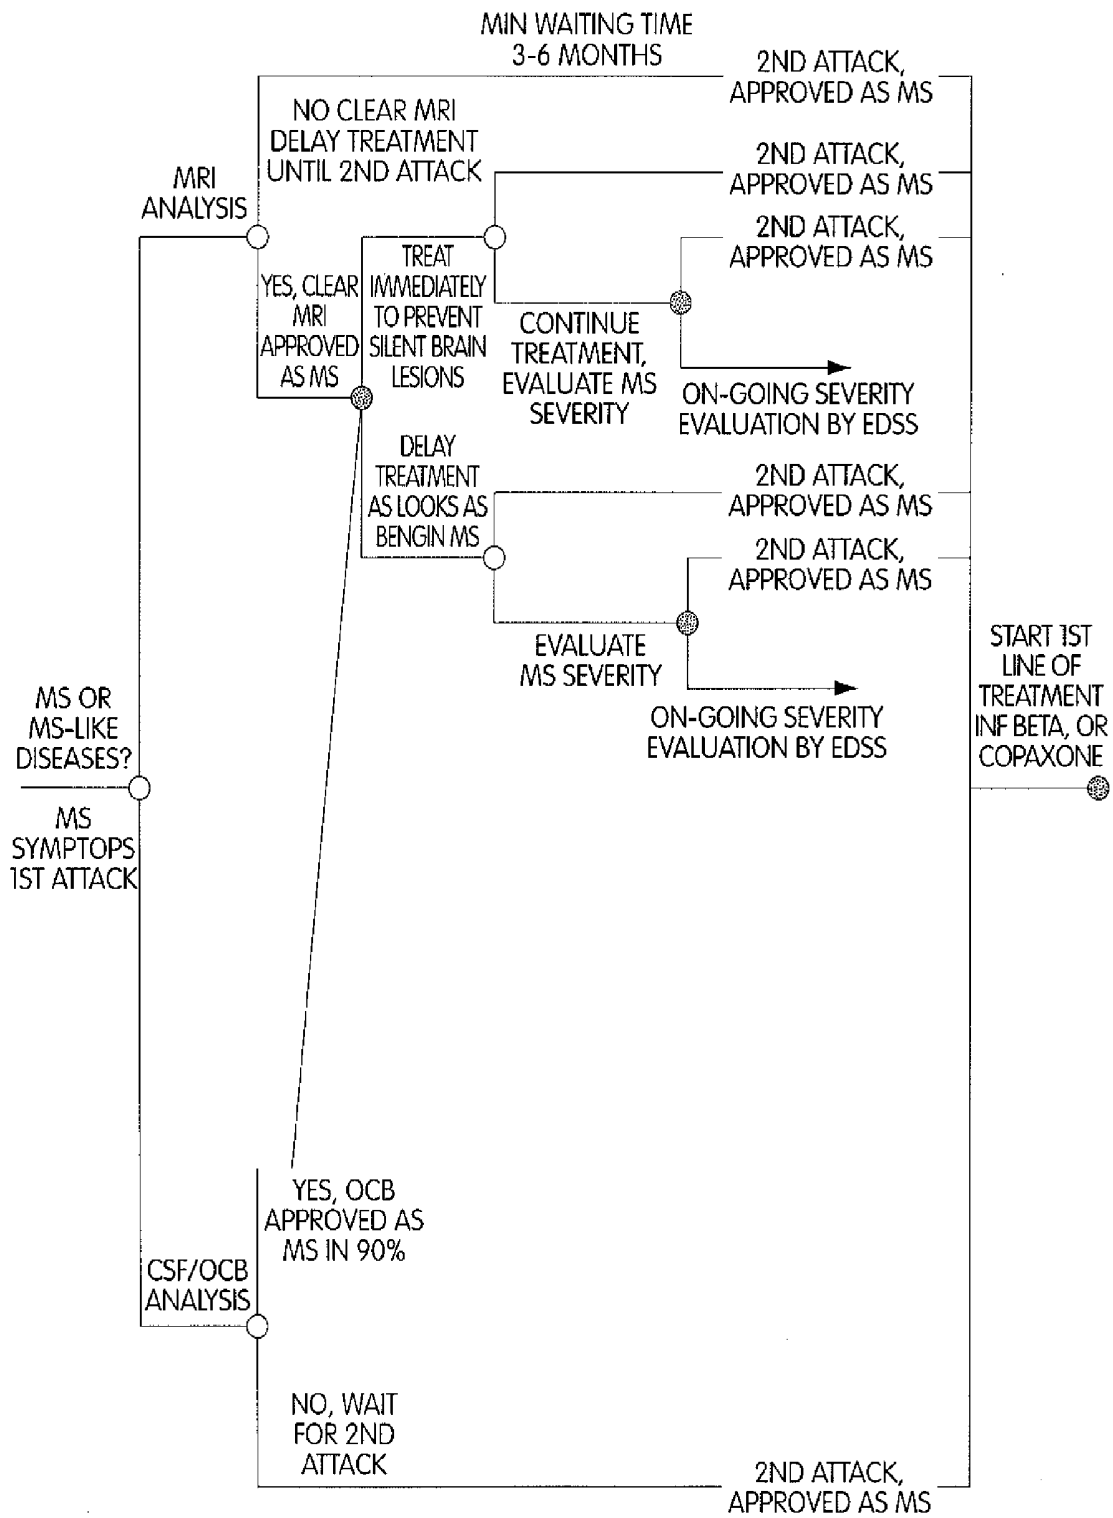 MIN WAITING TIME
3-6 MONTHS
2ND ATTACK,
APPROVED AS MS
NO CLEAR MRI
DELAY TREATMENT
UNTIL 2ND ATTACK
2ND ATTACK,
APPROVED AS MS
MRI
ANALYSIS
2ND ATTACK,
APPROVED AS MS
TREAT
IMMEDIATELY
TO PREVENT
SILENT BRAIN
LESIONS
YES, CLEAR
MRI
APPROVED
AS MS
CONTINUE
TREATMENT,
EVALUATE MS
SEVERITY
ON-GOING SEVERITY
EVALUATION BY EDSS
DELAY
TREATMENT
AS LOOKS AS
BENGIN MS
2ND ATTACK,
APPROVED AS MS
2ND ATTACK,
APPROVED AS MS
EVALUATE
MS SEVERITY
ON-GOING SEVERITY
EVALUATION BY EDSS
START 1ST
LINE OF
TREATMENT
INF BETA, OR
COPAXONE
MS OR
MS-LIKE
DISEASES?
MS
SYMPTOPS
1ST ATTACK
YES, OCB
APPROVED AS
MS IN 90%
CSF/OCB
ANALYSIS
NO, WAIT
FOR 2ND
ATTACK
2ND ATTACK,
APPROVED AS MS